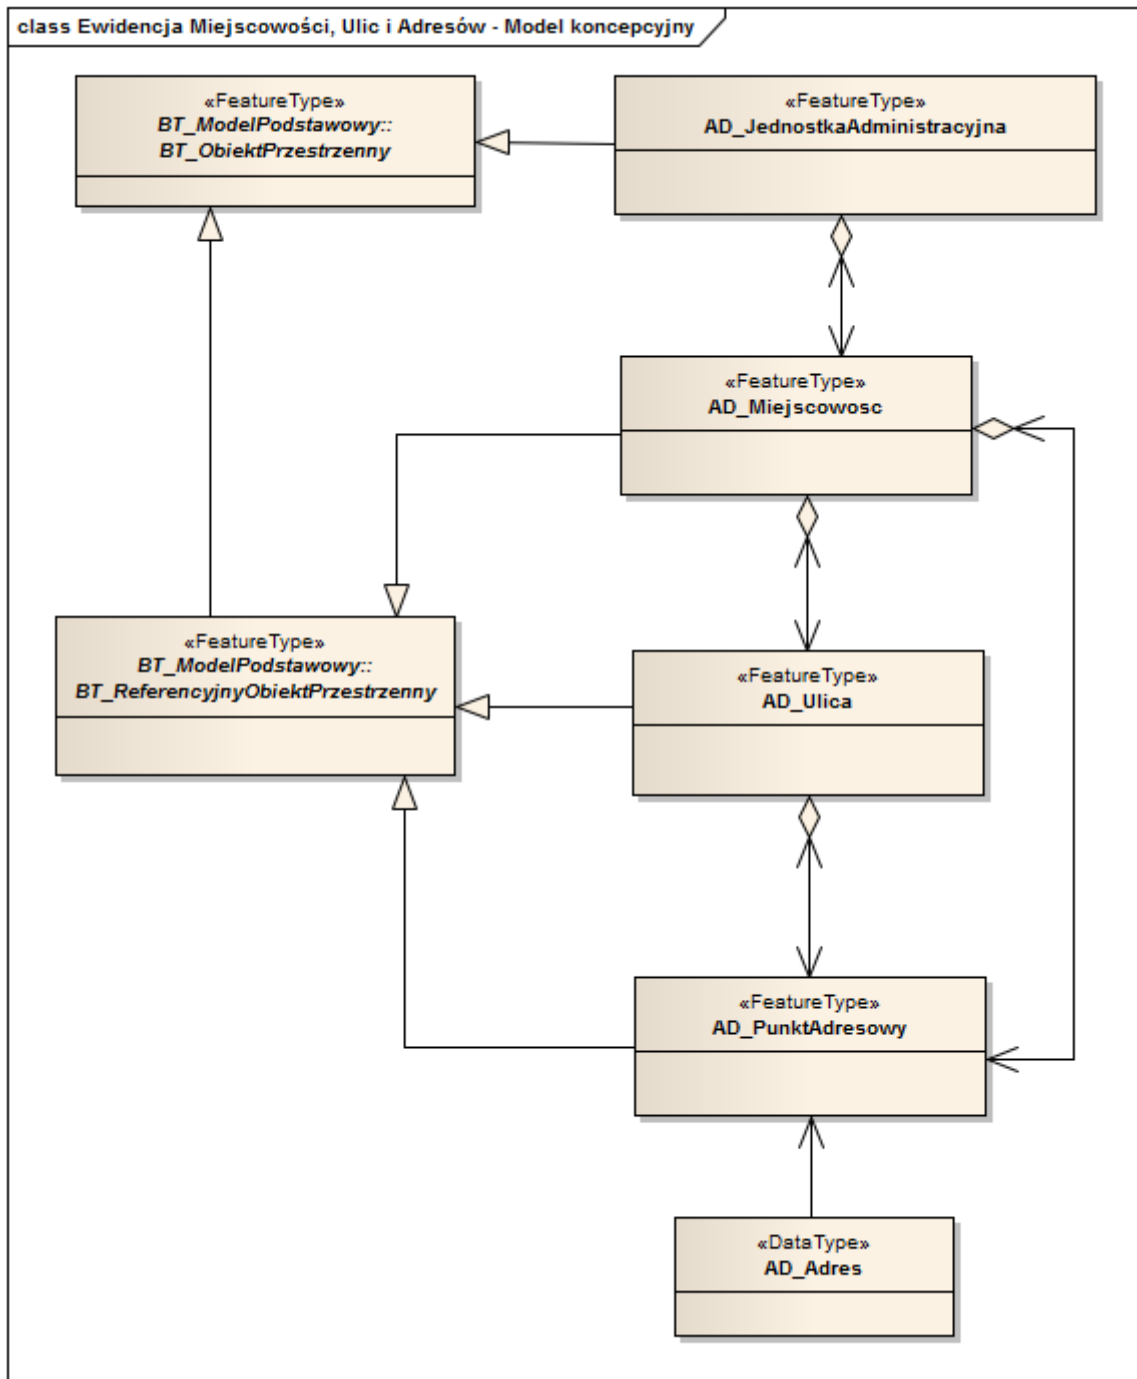 class Ewidencja Miejscowości, Ulic i Adresów - Model koncepcyjny
«FeatureType»
BT_ModelPodstawowy::
BT_ObiektPrzestrzenny
«FeatureType»
AD_JednostkaAdministracyjna
«FeatureType»
AD_Miejscowosc
«FeatureType»
BT_ModelPodstawowy::
BT_ReferencyjnyObiektPrzestrzenny
«FeatureType»
AD_Ulica
«FeatureType»
AD_PunktAdresowy
«DataType»
AD_Adres